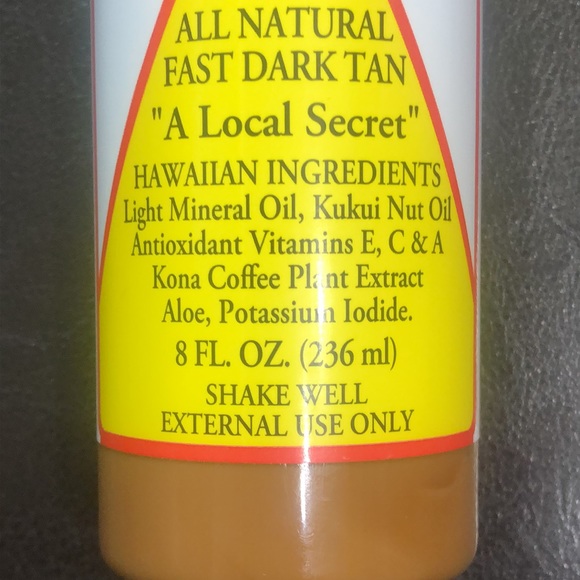 ALL NATURAL
FAST DARK TAN
"A Local Secret"
HAWAIIAN INGREDIENTS
Light Mineral Oil, Kukui Nut Oil
Antioxidant Vitamins E, C & A
Kona Coffee Plant Extract
Aloe, Potassium Iodide.
8 FL. OZ. (236 ml)
SHAKE WELL
EXTERNAL USE ONLY